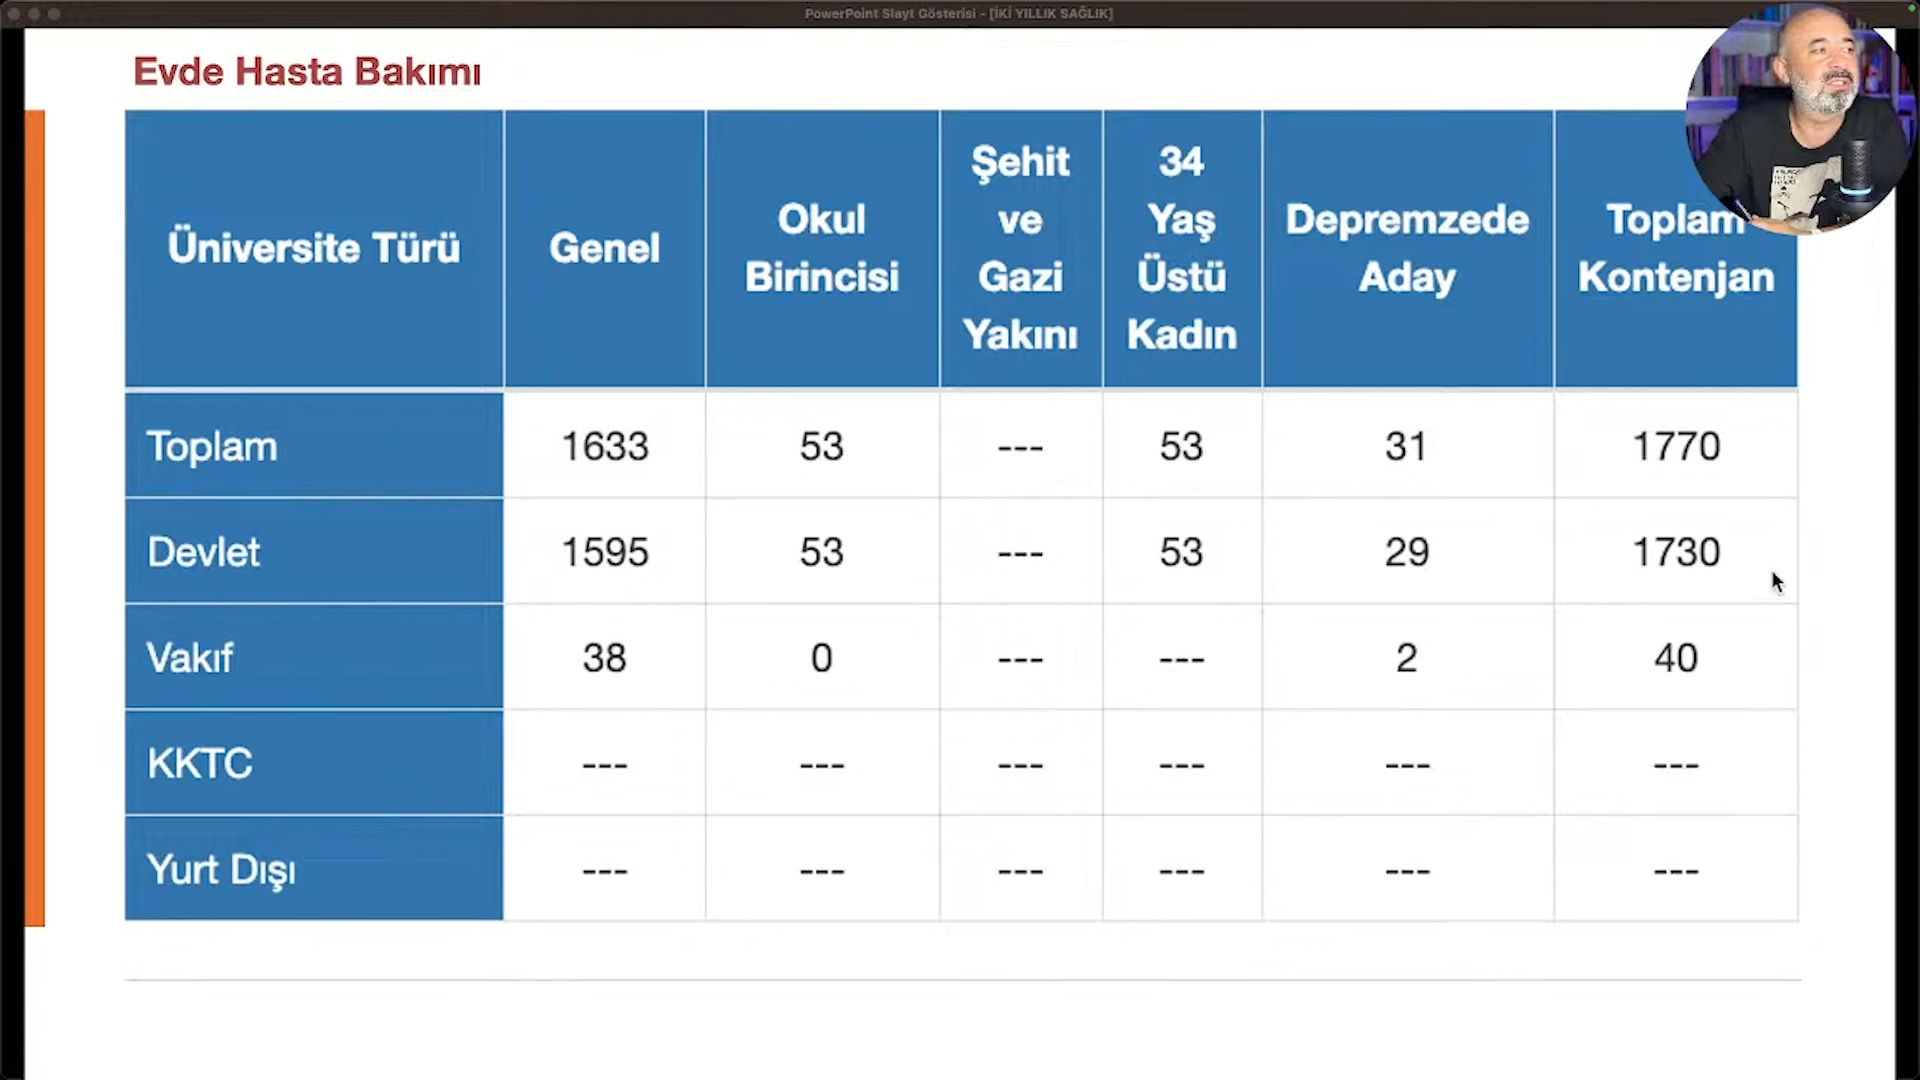 PowerPoint Slayt Gösterisi - [İKİ YILLIK SAĞLIK]
Evde Hasta Bakımı
Üniversite Türü
Genel
Okul
Birincisi
Şehit
ve
Gazi
Yakını
34
Yaş
Üstü
Kadın
Depremzede
Aday
Toplam
Kontenjan
Toplam 1633 53 --- 53 31 1770
Devlet 1595 53 --- 53 29 1730
Vakıf 38 0 --- --- 2 40
KKTC --- --- --- --- --- ---
Yurt Dışı --- --- --- --- --- ---